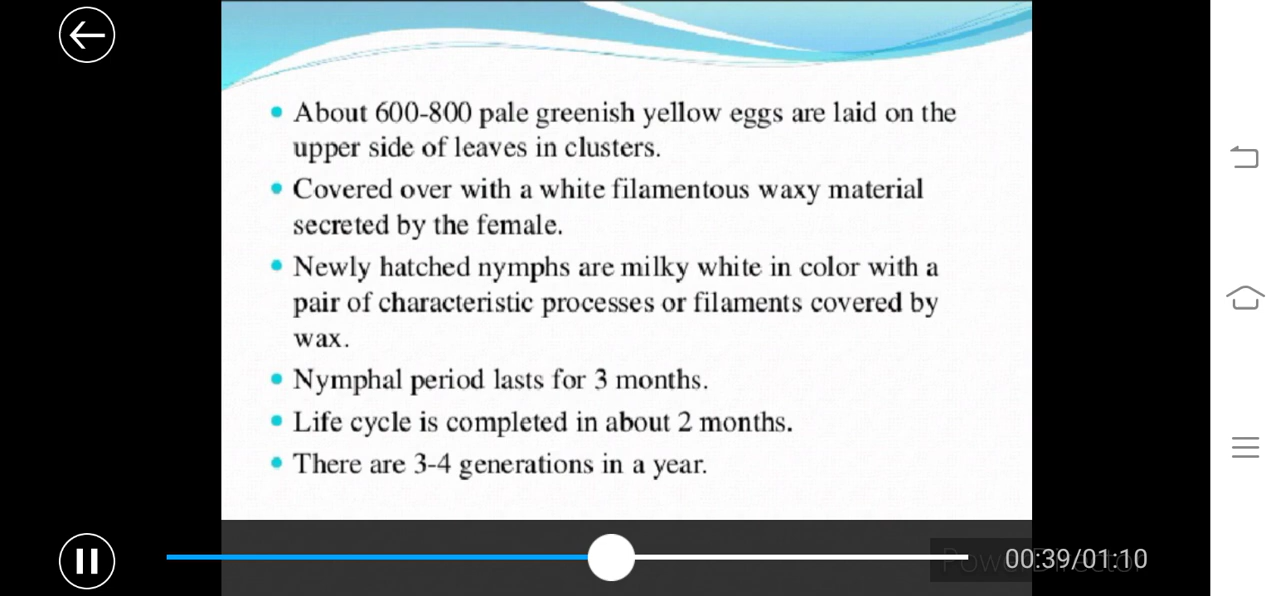 About 600-800 pale greenish yellow eggs are laid on the
upper side of leaves in clusters.
Covered over with a white filamentous waxy material
secreted by the female.
Newly hatched nymphs are milky white in color with a
pair of characteristic processes or filaments covered by
wax.
Nymphal period lasts for 3 months.
Life cycle is completed in about 2 months.
There are 3-4 generations in a year.
00:39/01:10